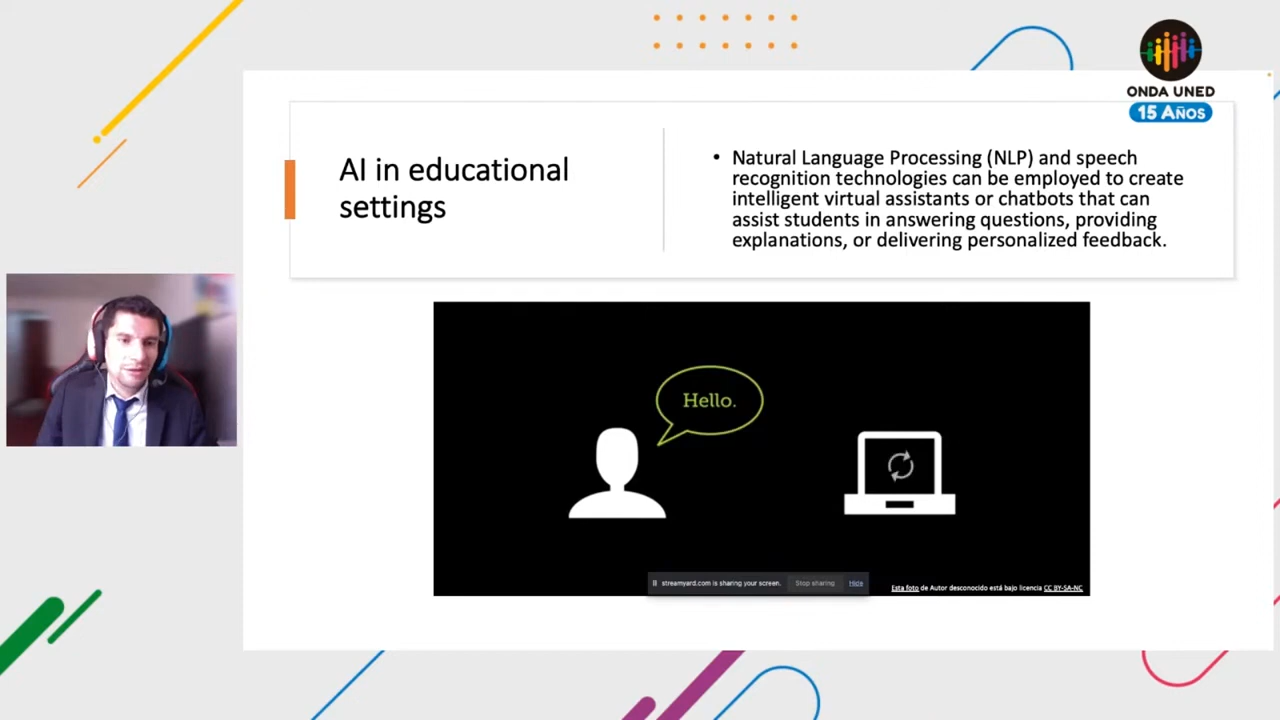 ONDA UNED
15 AÑOS
AI in educational
settings
• Natural Language Processing (NLP) and speech
recognition technologies can be employed to create
intelligent virtual assistants or chatbots that can
assist students in answering questions, providing
explanations, or delivering personalized feedback.
Hello.
streamyard.com is sharing your screen. Stop sharing Hide
Esta foto de Autor desconocido está bajo licencia CC BY-SA-NC